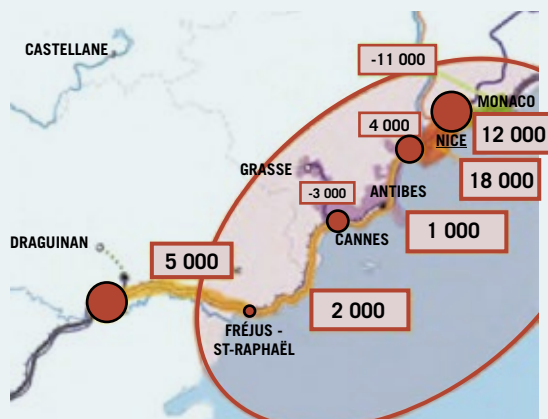 CASTELLANE
-11 000
MONACO
4 000
NICE
12 000
GRASSE
18 000
-3 000
ANTIBES
1 000
CANNES
DRAGUINAN
5 000
2 000
FRÉJUS -
ST-RAPHAËL